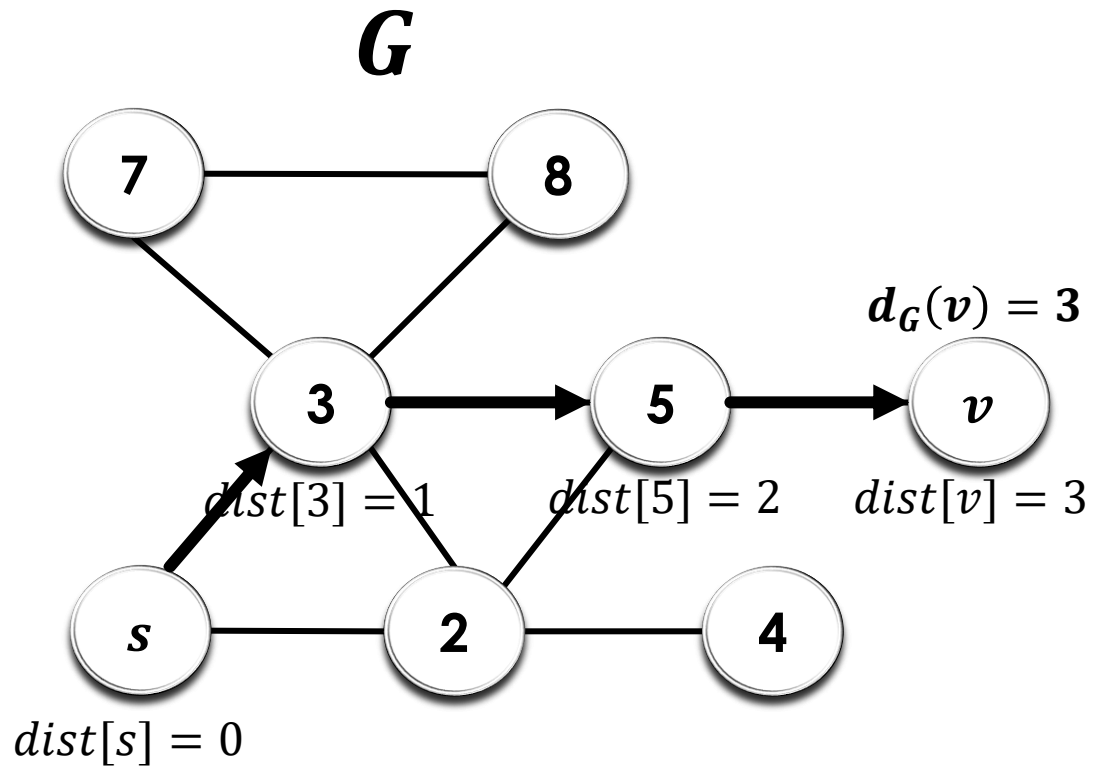 G
7
8
d_G(v) = 3
3
5
v
dist[3] = 1
dist[5] = 2
dist[v] = 3
s
2
4
dist[s] = 0